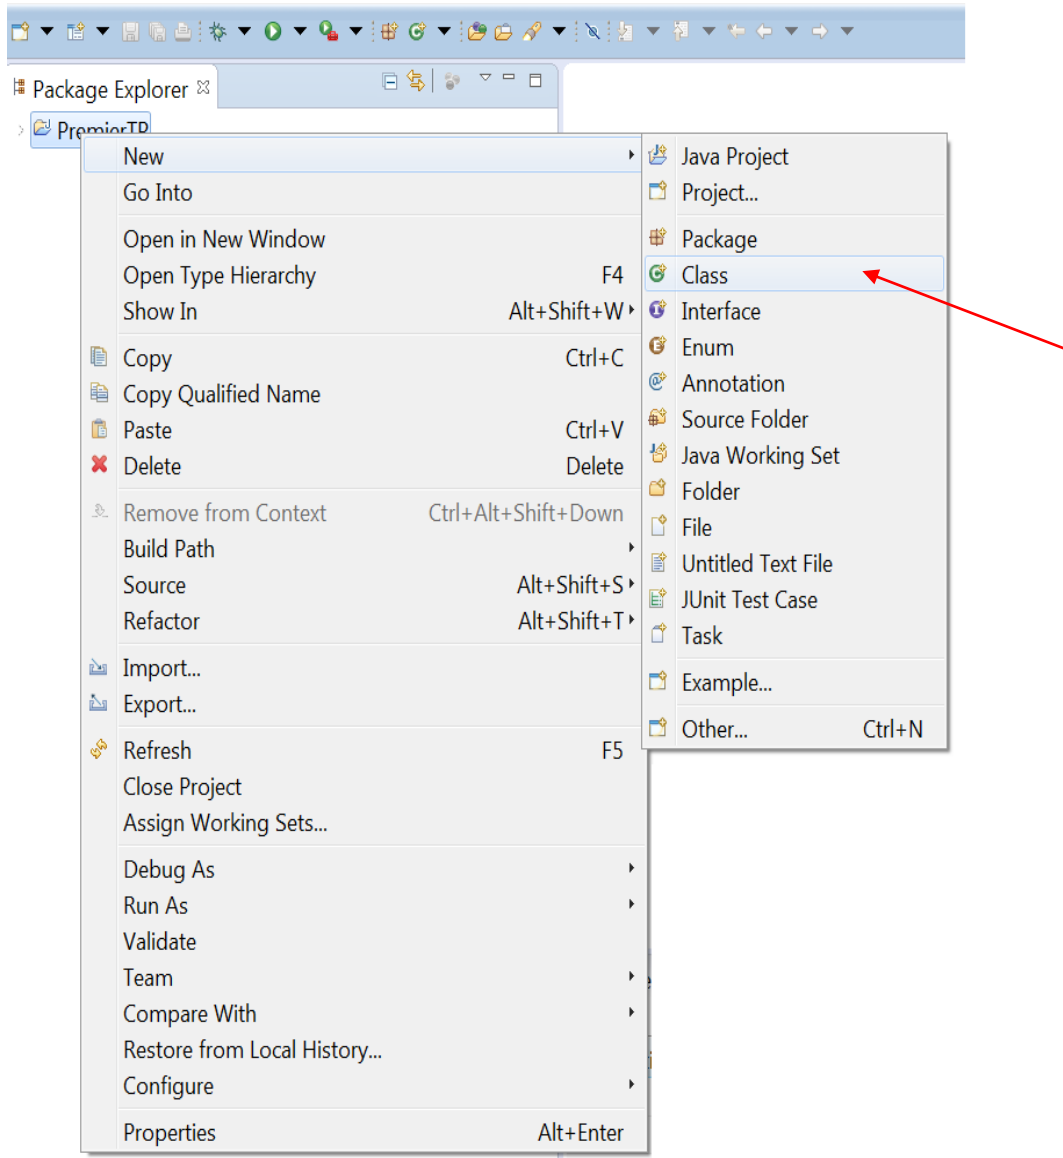 Package Explorer
PremierTP
New
Go Into
Open in New Window
Open Type Hierarchy F4
Show In Alt+Shift+W
Copy Ctrl+C
Copy Qualified Name
Paste Ctrl+V
Delete Delete
Remove from Context Ctrl+Alt+Shift+Down
Build Path
Source Alt+Shift+S
Refactor Alt+Shift+T
Import...
Export...
Refresh F5
Close Project
Assign Working Sets...
Debug As
Run As
Validate
Team
Compare With
Restore from Local History...
Configure
Properties Alt+Enter
Java Project
Project...
Package
Class
Interface
Enum
Annotation
Source Folder
Java Working Set
Folder
File
Untitled Text File
JUnit Test Case
Task
Example...
Other... Ctrl+N